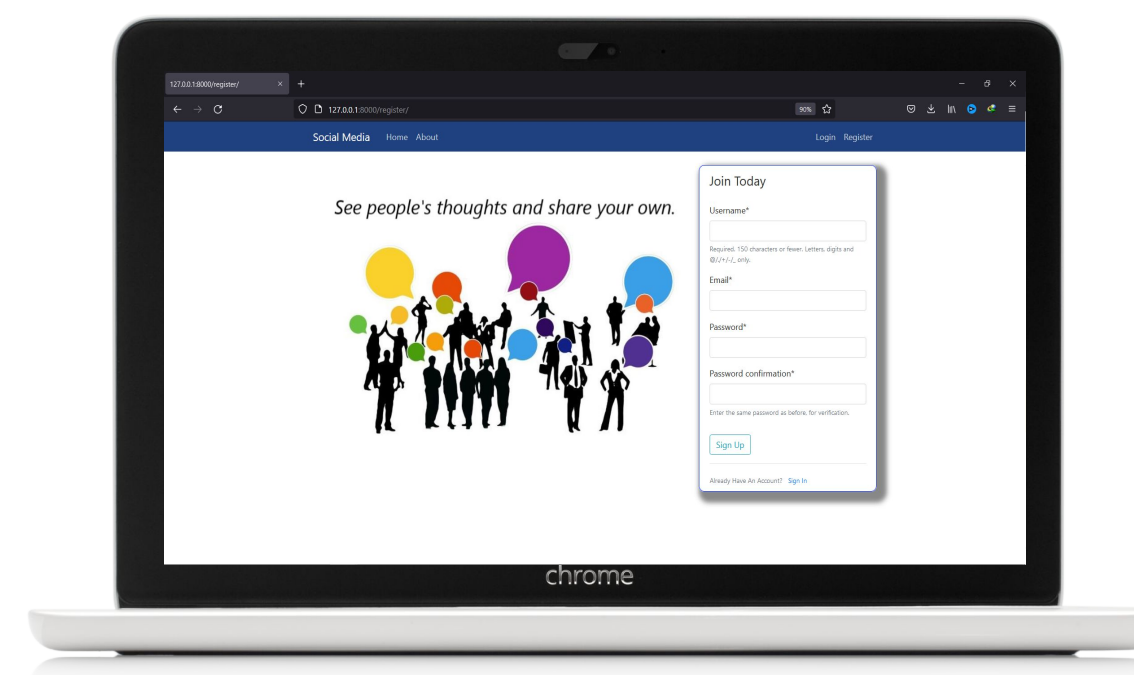 127.0.0.1:8000/register/
127.0.0.1:8000/register/
90%
Social Media Home About Login Register
See people's thoughts and share your own.
Join Today
Username*
Required. 150 characters or fewer. Letters, digits and
@/./+/-/_ only.
Email*
Password*
Password confirmation*
Enter the same password as before, for verification.
Sign Up
Already Have An Account? Sign In
chrome